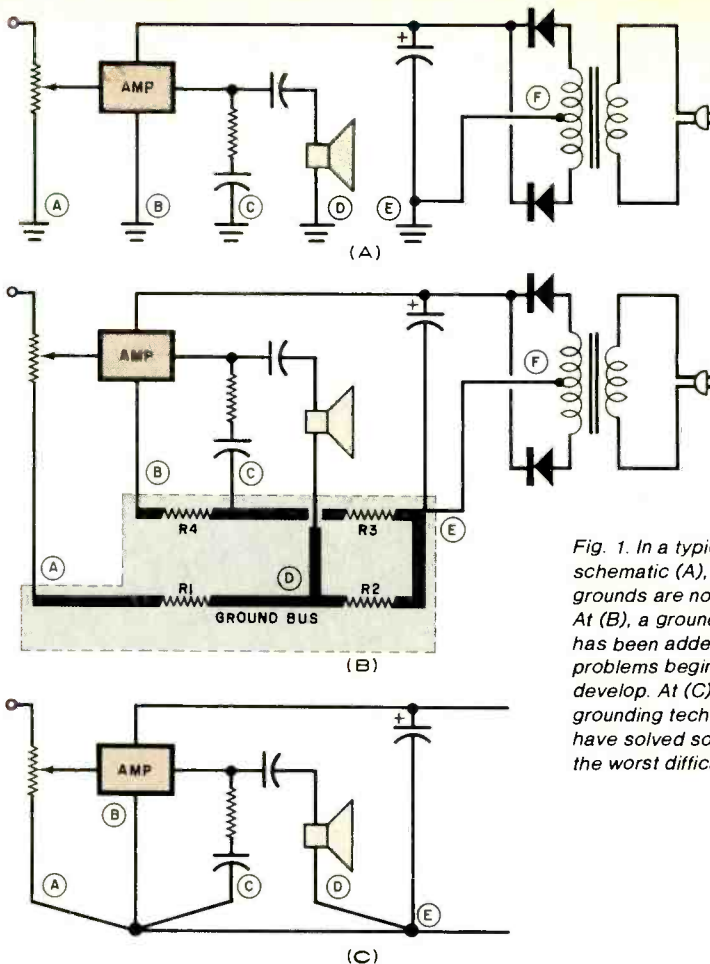 AMP
F
A
B
C
D
E
(A)
AMP
F
B
C
R4
R3
E
A
D
R1
R2
GROUND BUS
(B)
AMP
B
A
C
D
E
(C)
Fig. 1. In a typic
schematic (A),
grounds are no
At (B), a ground
has been adde
problems begin
develop. At (C)
grounding tech
have solved so
the worst diffic